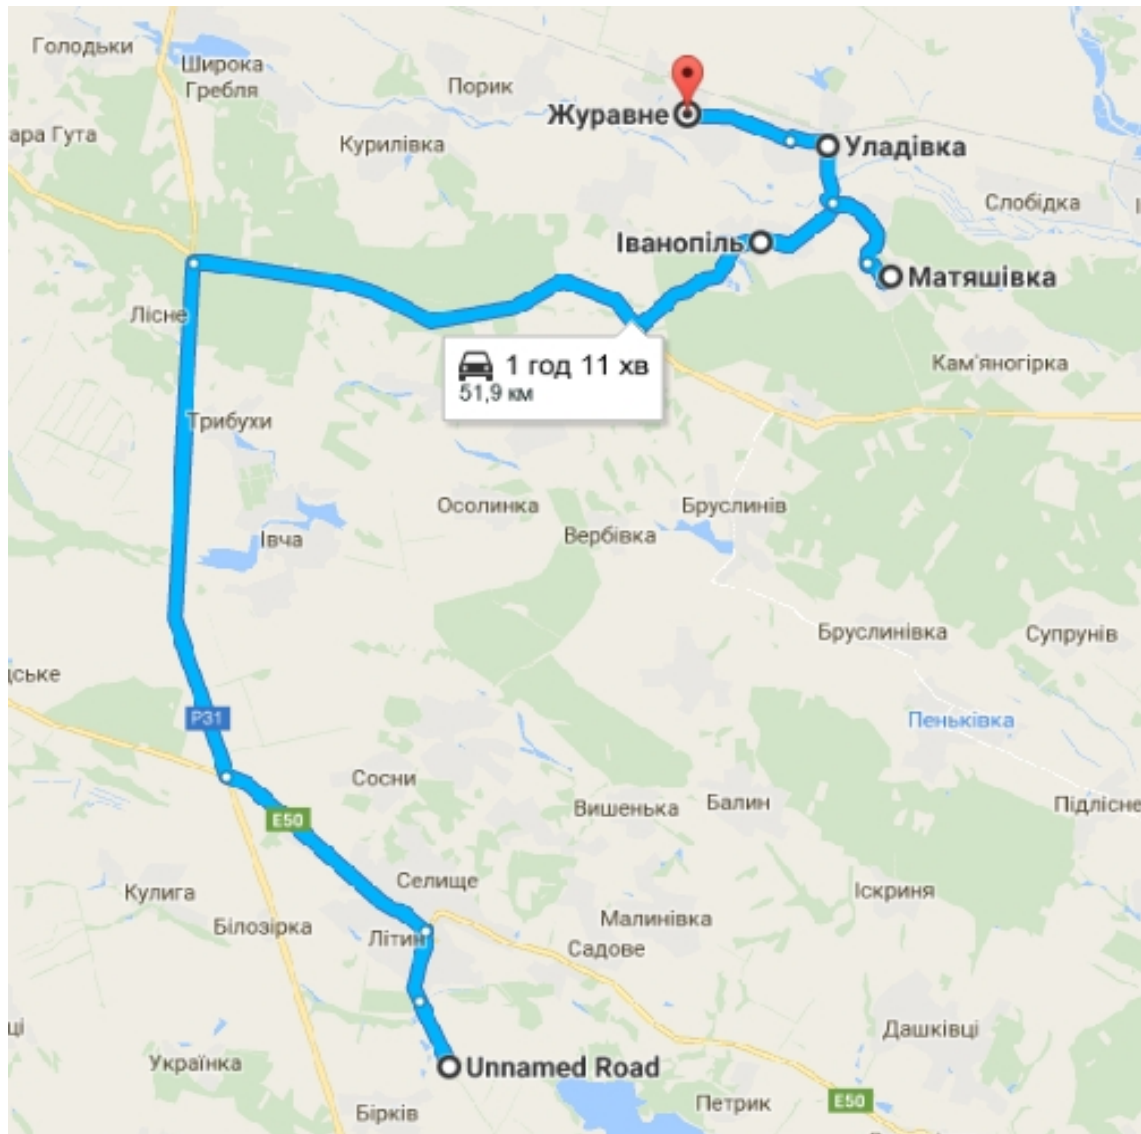 Голодьки
Широка
Гребля
Порик
Журавне
ара Гута
Курилівка
Уладівка
Слобідка
Іванопіль
Матяшівка
Лісне
1 год 11 хв
51,9 км
Кам'яногірка
Трибухи
Осолинка
Бруслинів
Івча
Вербівка
Бруслинівка
Супрунів
дське
Р31
Пеньківка
Сосни
Вишенька
Балин
Підлісне
E50
Селище
Кулига
Іскриня
Білозірка
Літин
Малинівка
Садове
ці
Дашківці
Українка
Unnamed Road
Бірків
Петрик
E50